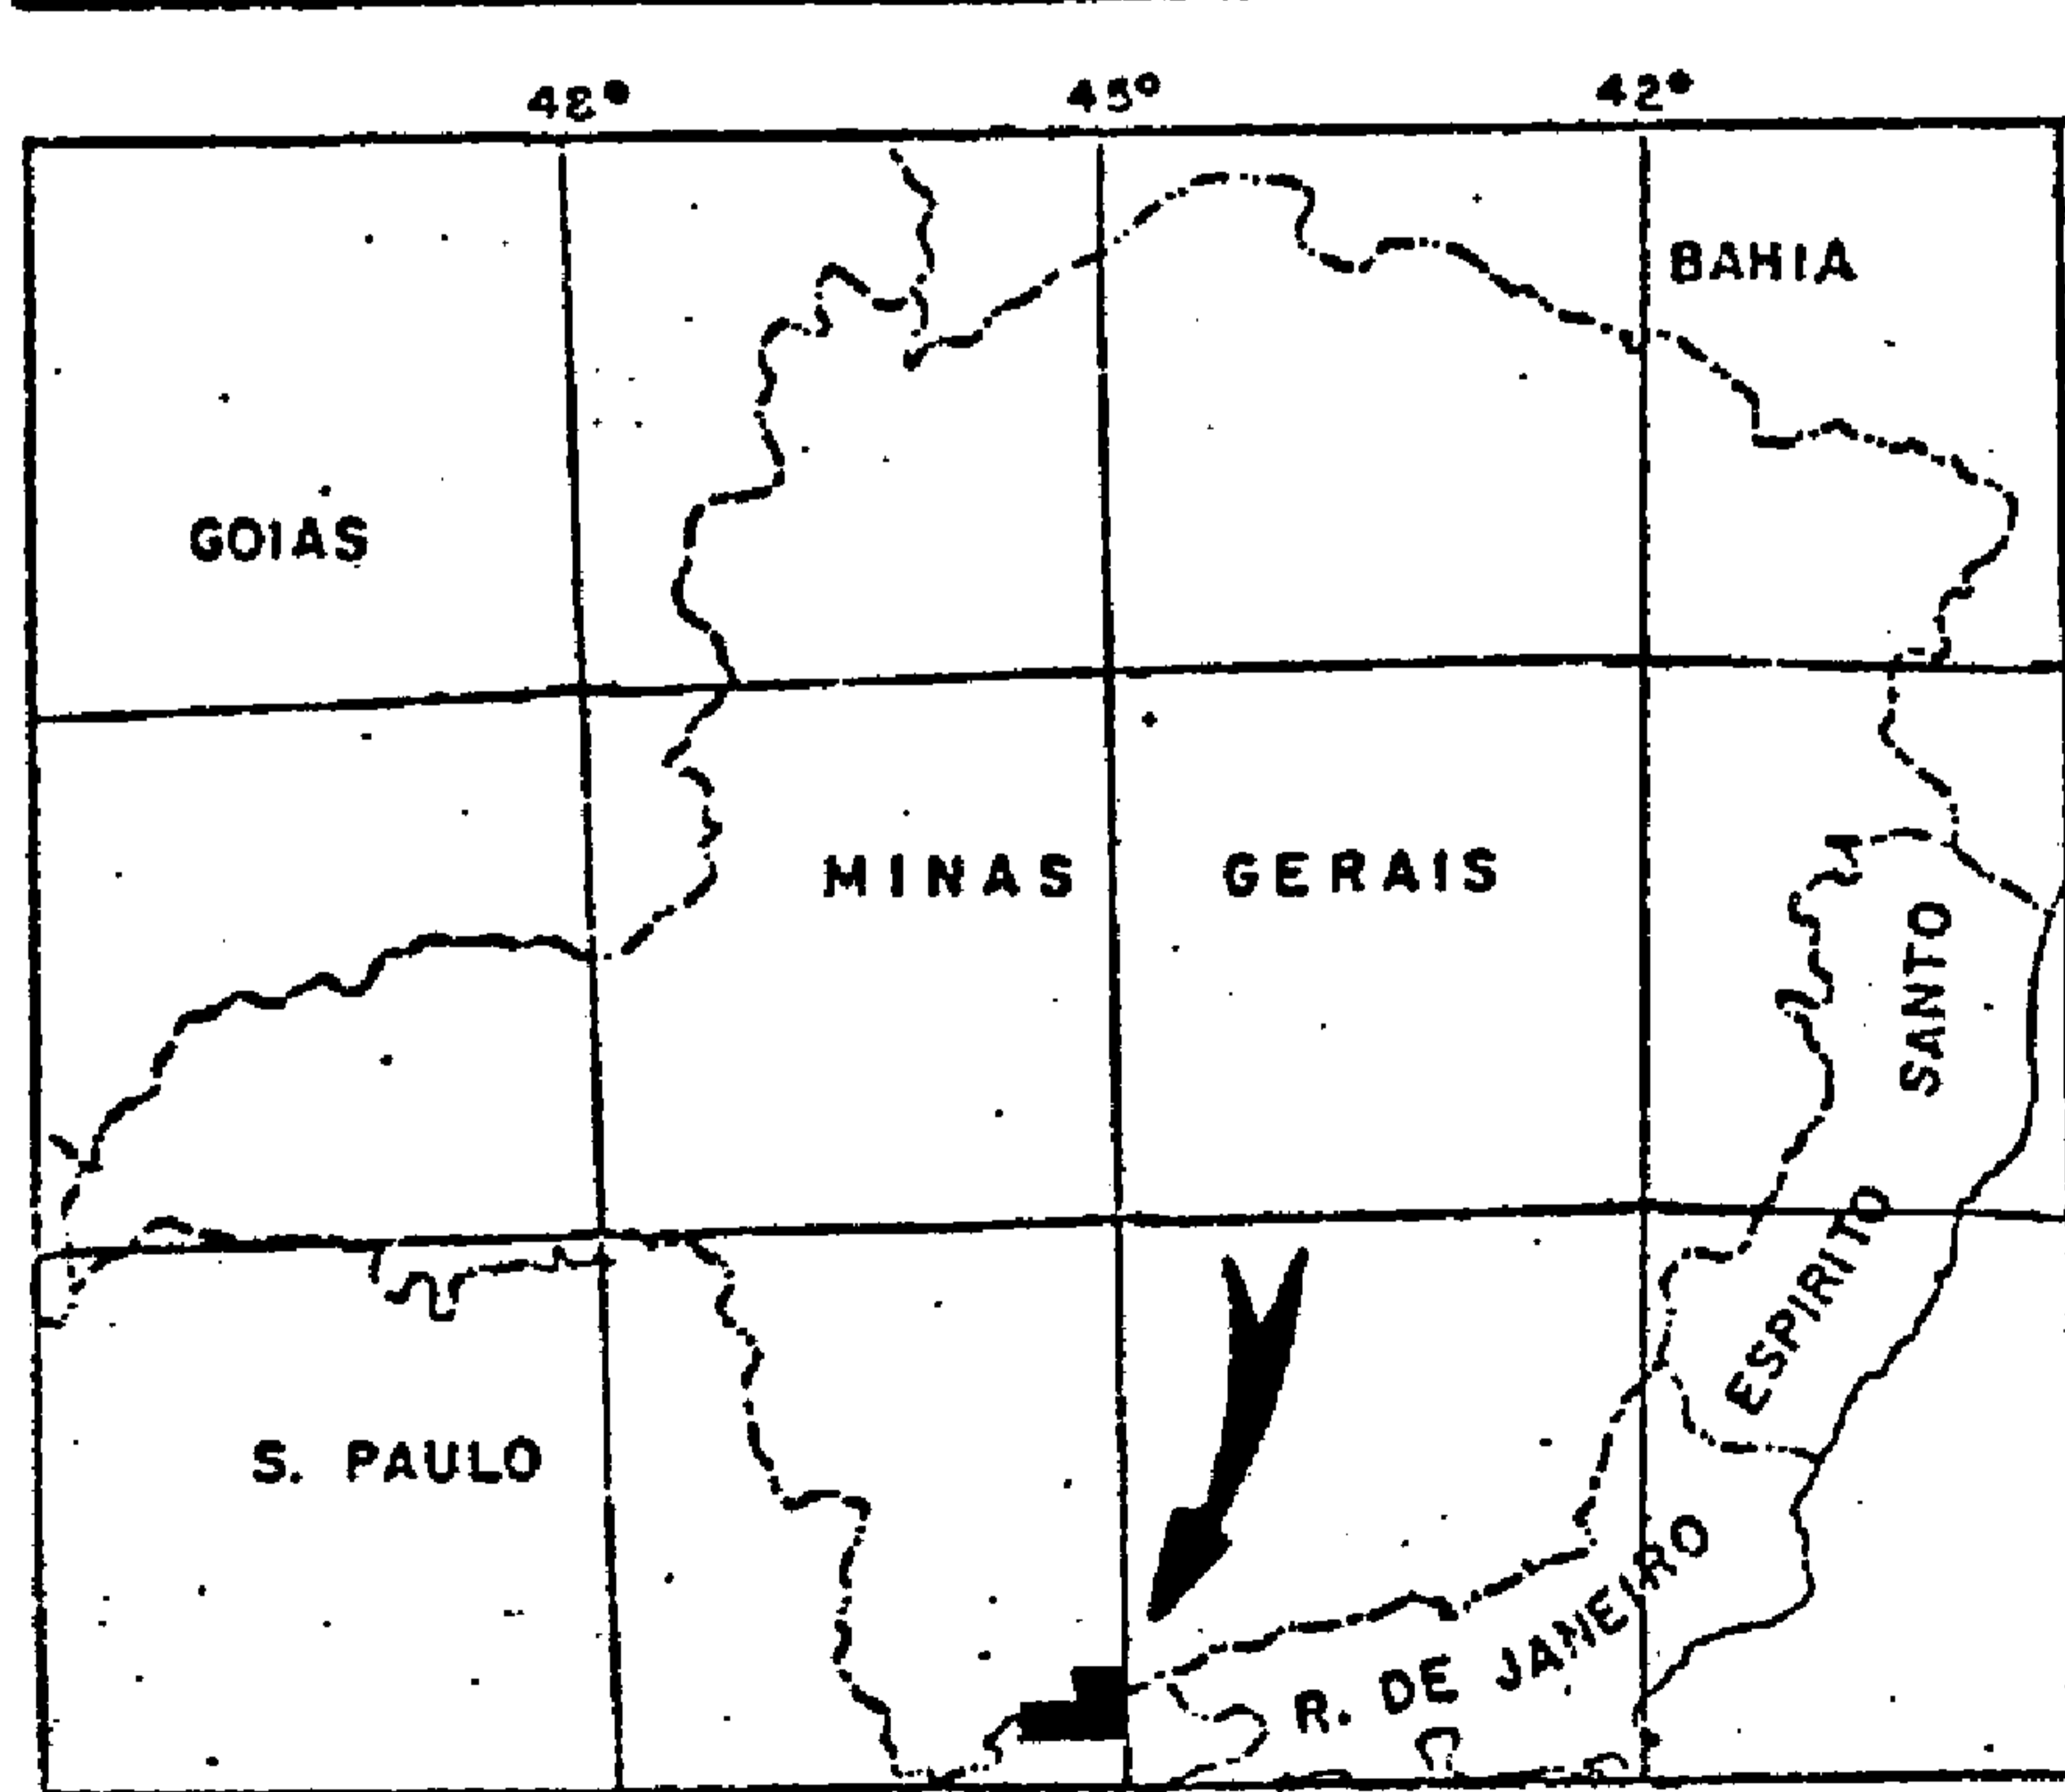 48° 45° 42°
BAHIA
GOIAS
MINAS GERAIS
SANTO
ESPIRITO
S. PAULO
R. DE JANEIRO